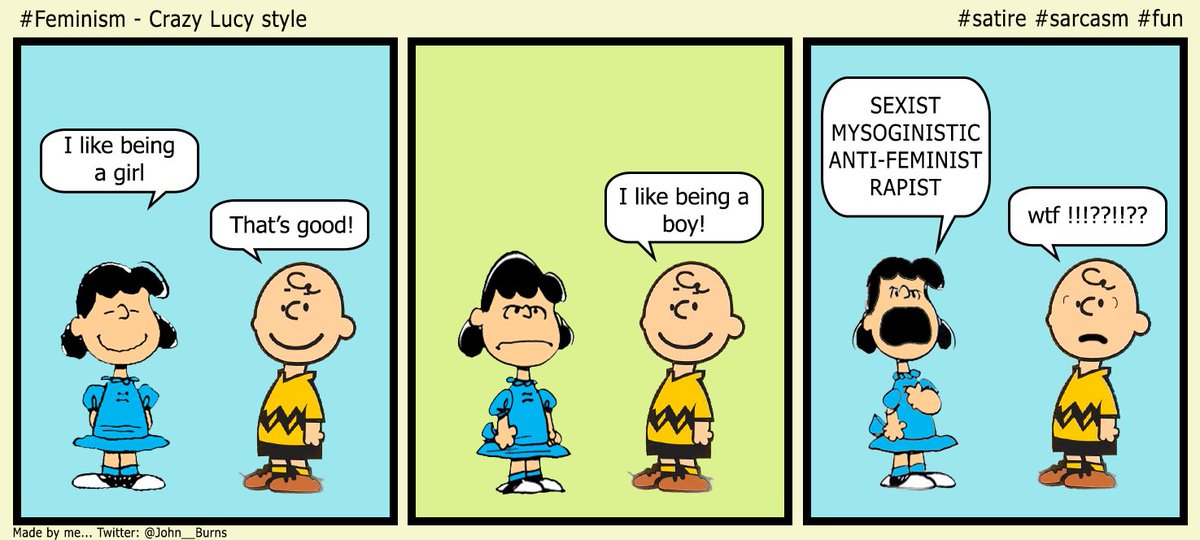 #Feminism - Crazy Lucy style
#satire #sarcasm #fun
I like being
a girl
That's good!
I like being a
boy!
SEXIST
MYSOGINISTIC
ANTI-FEMINIST
RAPIST
wtf !!!??!!??
Made by me... Twitter: @John__Burns